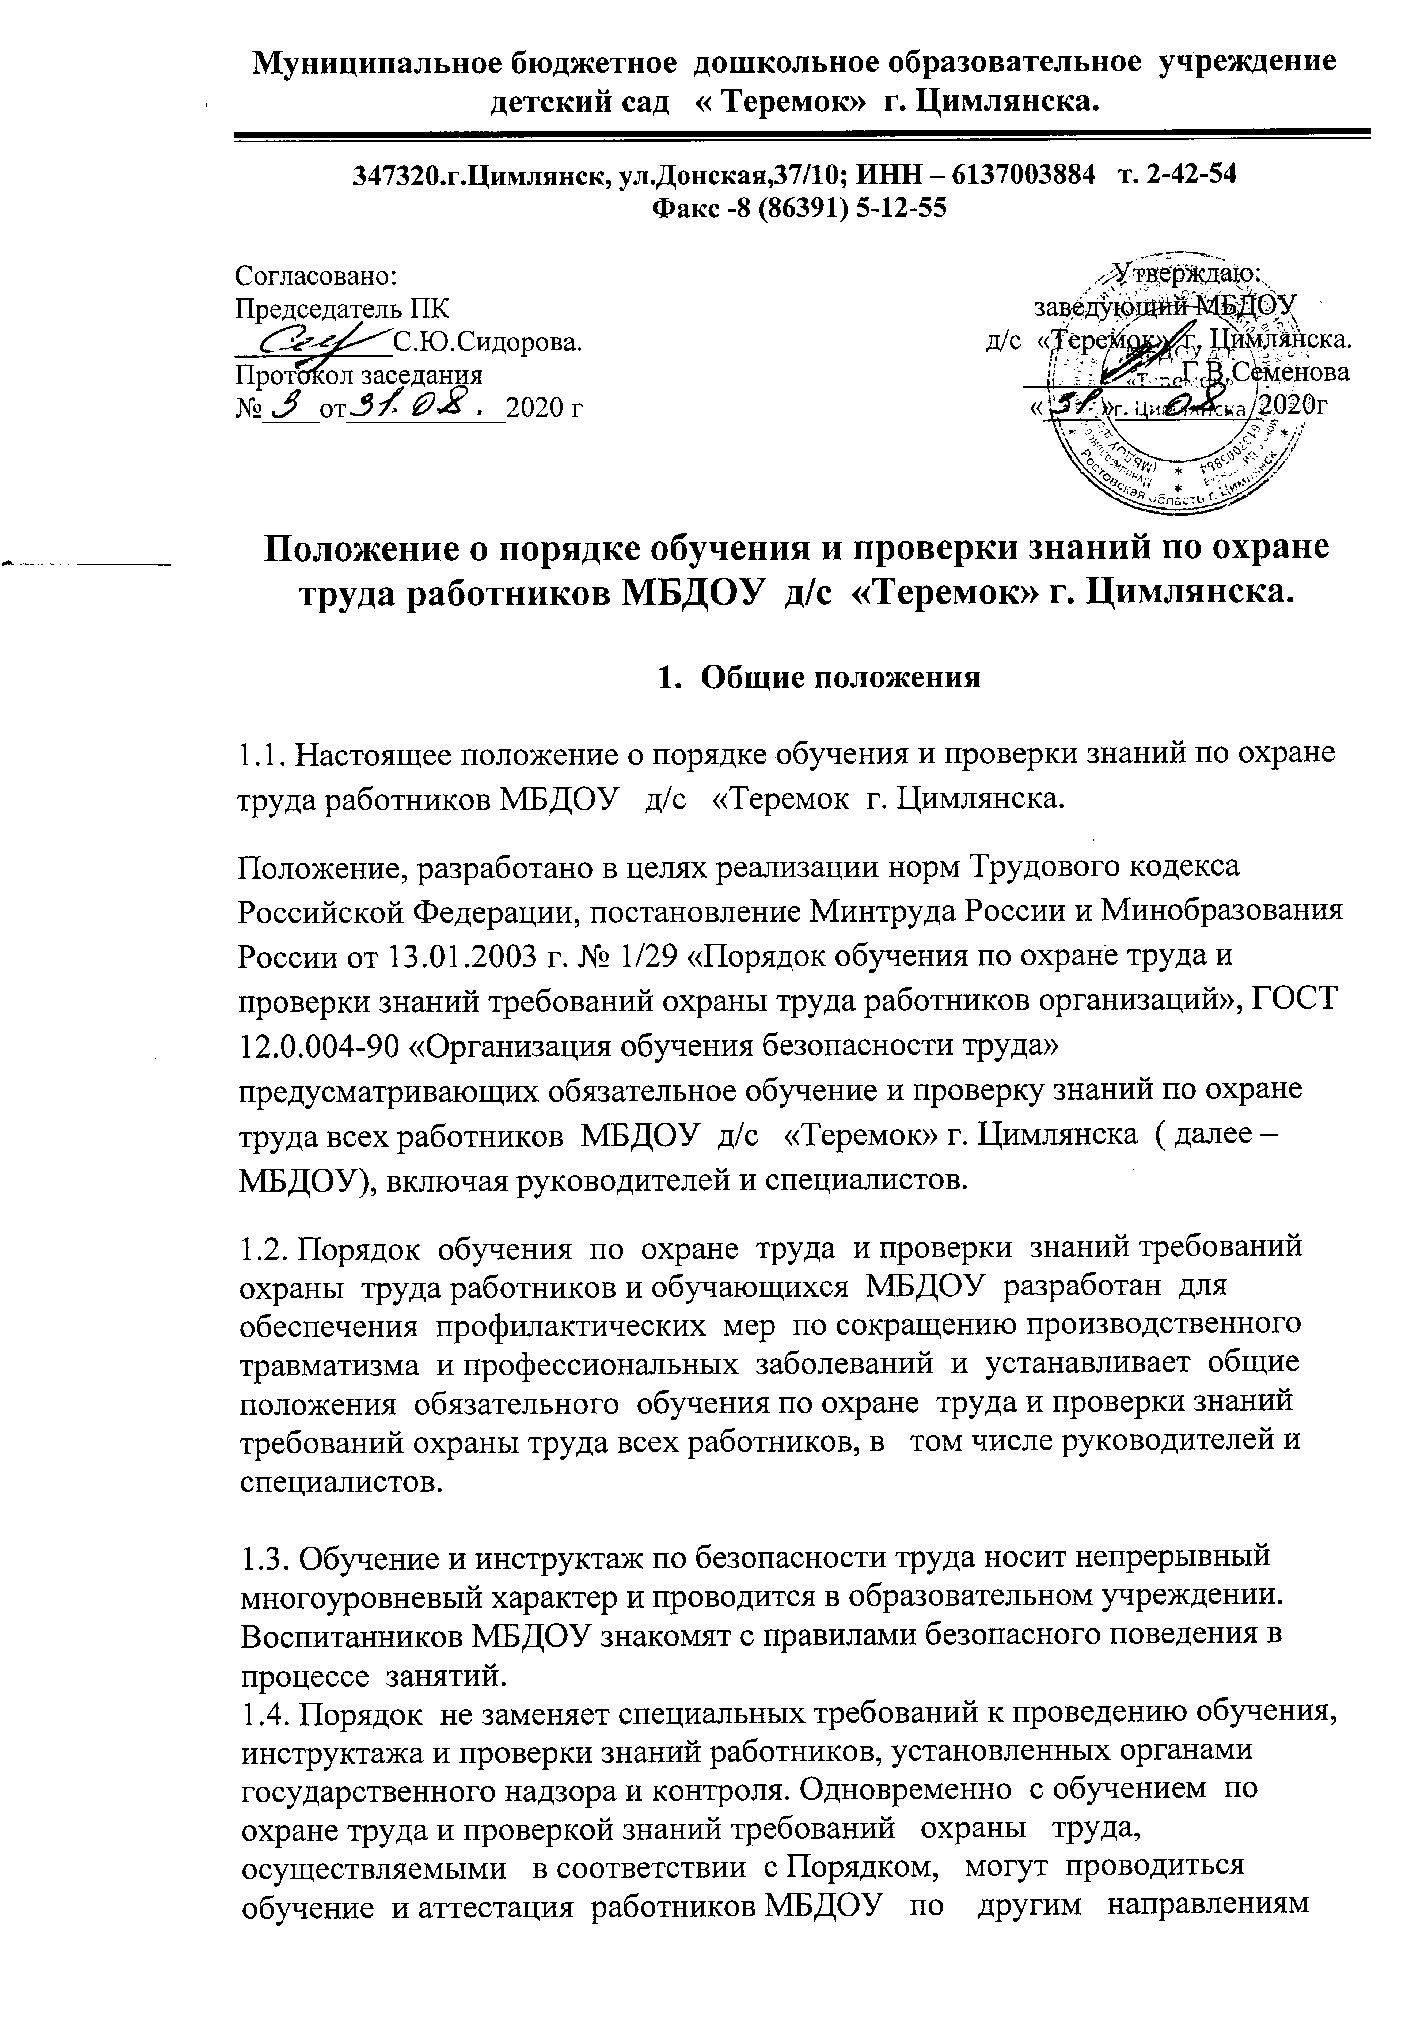 Муниципальное бюджетное дошкольное образовательное учреждение
детский сад « Теремок» г. Цимлянска.
347320.г.Цимлянск, ул.Донская,37/10; ИНН – 6137003884 т. 2-42-54
Факс -8 (86391) 5-12-55
Согласовано:
Председатель ПК
____________С.Ю.Сидорова.
Протокол заседания
№ 3 от 31.08. 2020 г
Утверждаю:
заведующий МБДОУ
д/с «Теремок» г. Цимлянска.
____________Г.В.Семенова
« 31 » 08 2020г
г. Цимлянска
Ростовская область г. Цимлянск
Положение о порядке обучения и проверки знаний по охране
труда работников МБДОУ д/с «Теремок» г. Цимлянска.
1. Общие положения
1.1. Настоящее положение о порядке обучения и проверки знаний по охране
труда работников МБДОУ д/с «Теремок г. Цимлянска.
Положение, разработано в целях реализации норм Трудового кодекса
Российской Федерации, постановление Минтруда России и Минобразования
России от 13.01.2003 г. № 1/29 «Порядок обучения по охране труда и
проверки знаний требований охраны труда работников организаций», ГОСТ
12.0.004-90 «Организация обучения безопасности труда»
предусматривающих обязательное обучение и проверку знаний по охране
труда всех работников МБДОУ д/с «Теремок» г. Цимлянска ( далее –
МБДОУ), включая руководителей и специалистов.
1.2. Порядок обучения по охране труда и проверки знаний требований
охраны труда работников и обучающихся МБДОУ разработан для
обеспечения профилактических мер по сокращению производственного
травматизма и профессиональных заболеваний и устанавливает общие
положения обязательного обучения по охране труда и проверки знаний
требований охраны труда всех работников, в том числе руководителей и
специалистов.
1.3. Обучение и инструктаж по безопасности труда носит непрерывный
многоуровневый характер и проводится в образовательном учреждении.
Воспитанников МБДОУ знакомят с правилами безопасного поведения в
процессе занятий.
1.4. Порядок не заменяет специальных требований к проведению обучения,
инструктажа и проверки знаний работников, установленных органами
государственного надзора и контроля. Одновременно с обучением по
охране труда и проверкой знаний требований охраны труда,
осуществляемыми в соответствии с Порядком, могут проводиться
обучение и аттестация работников МБДОУ по другим направлениям